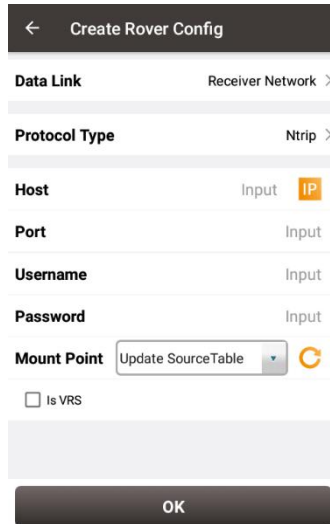 ← Create Rover Config
Data Link Receiver Network >
Protocol Type Ntrip >
Host Input IP
Port Input
Username Input
Password Input
Mount Point Update SourceTable
Is VRS
OK